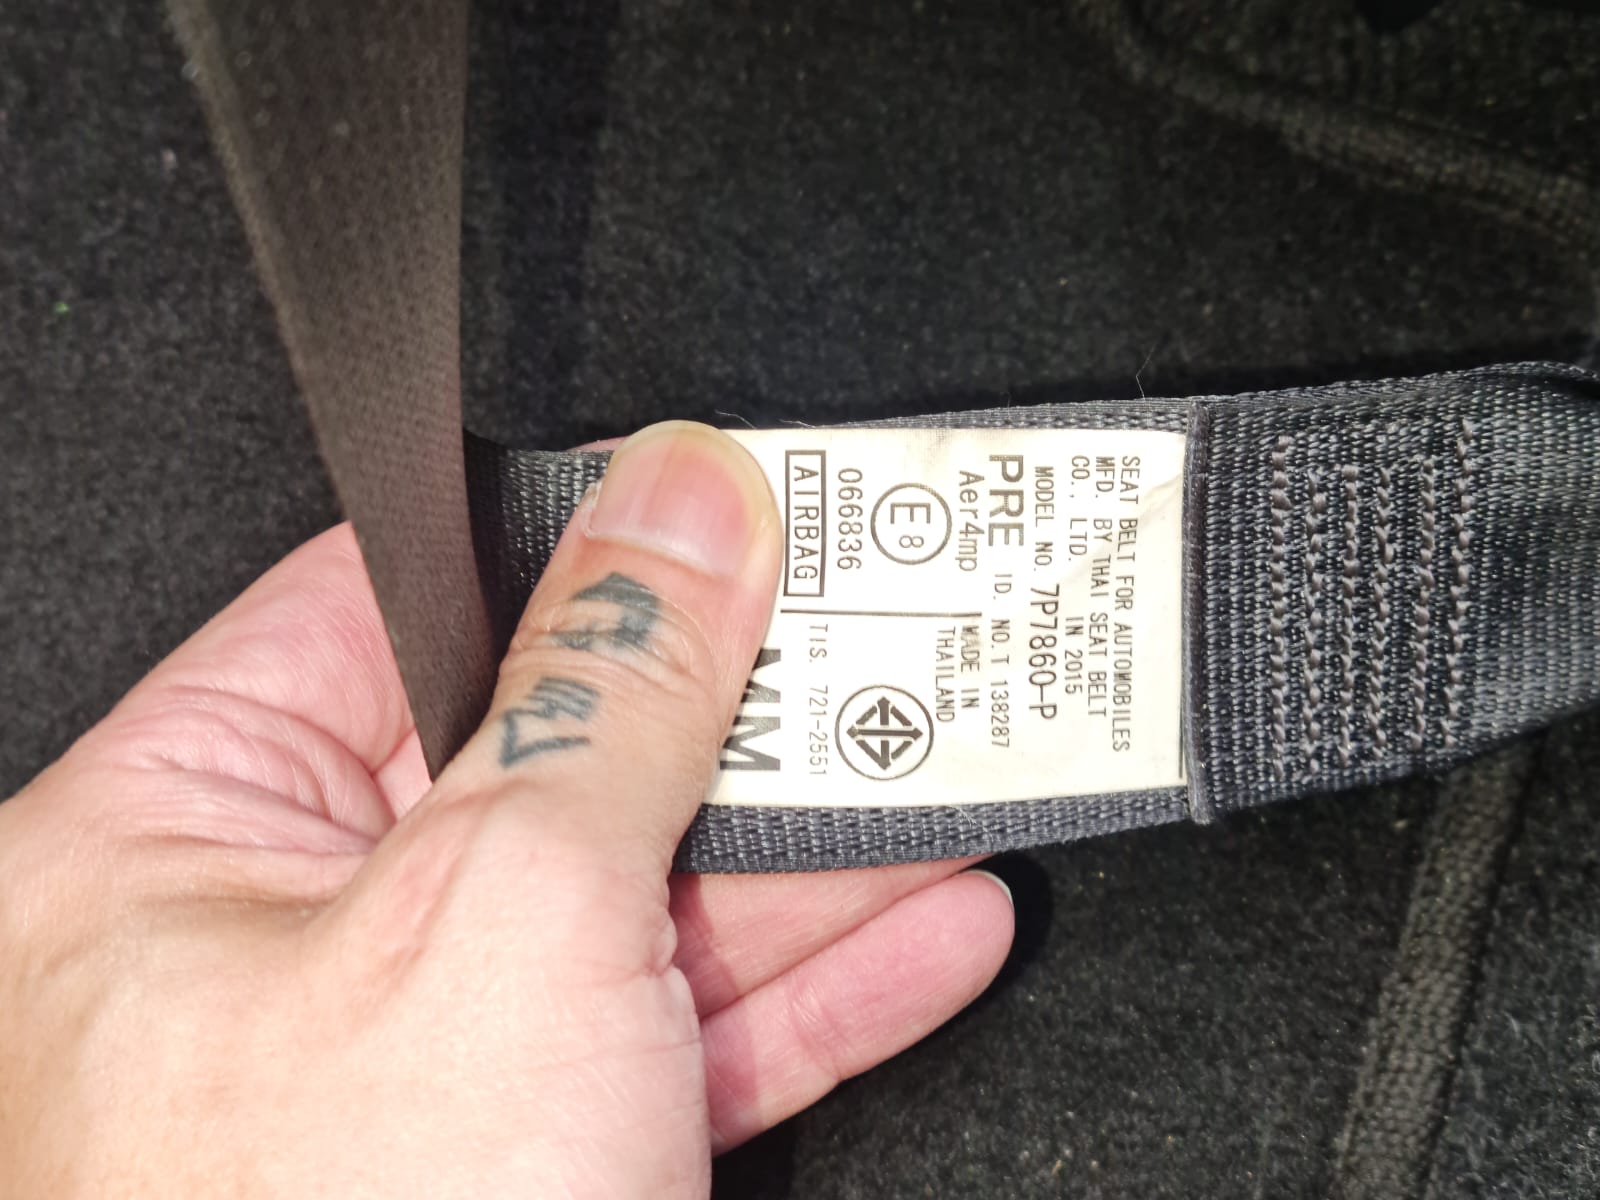 SEAT BELT FOR AUTOMOBILES
MFD. BY THAI SEAT BELT
CO., LTD. IN 2015
MODEL NO. 7P7860-P
PRE ID. NO. T 138287
Aer4mp
MADE IN
THAILAND
E8
066836
AIRBAG
TIS. 721-2551